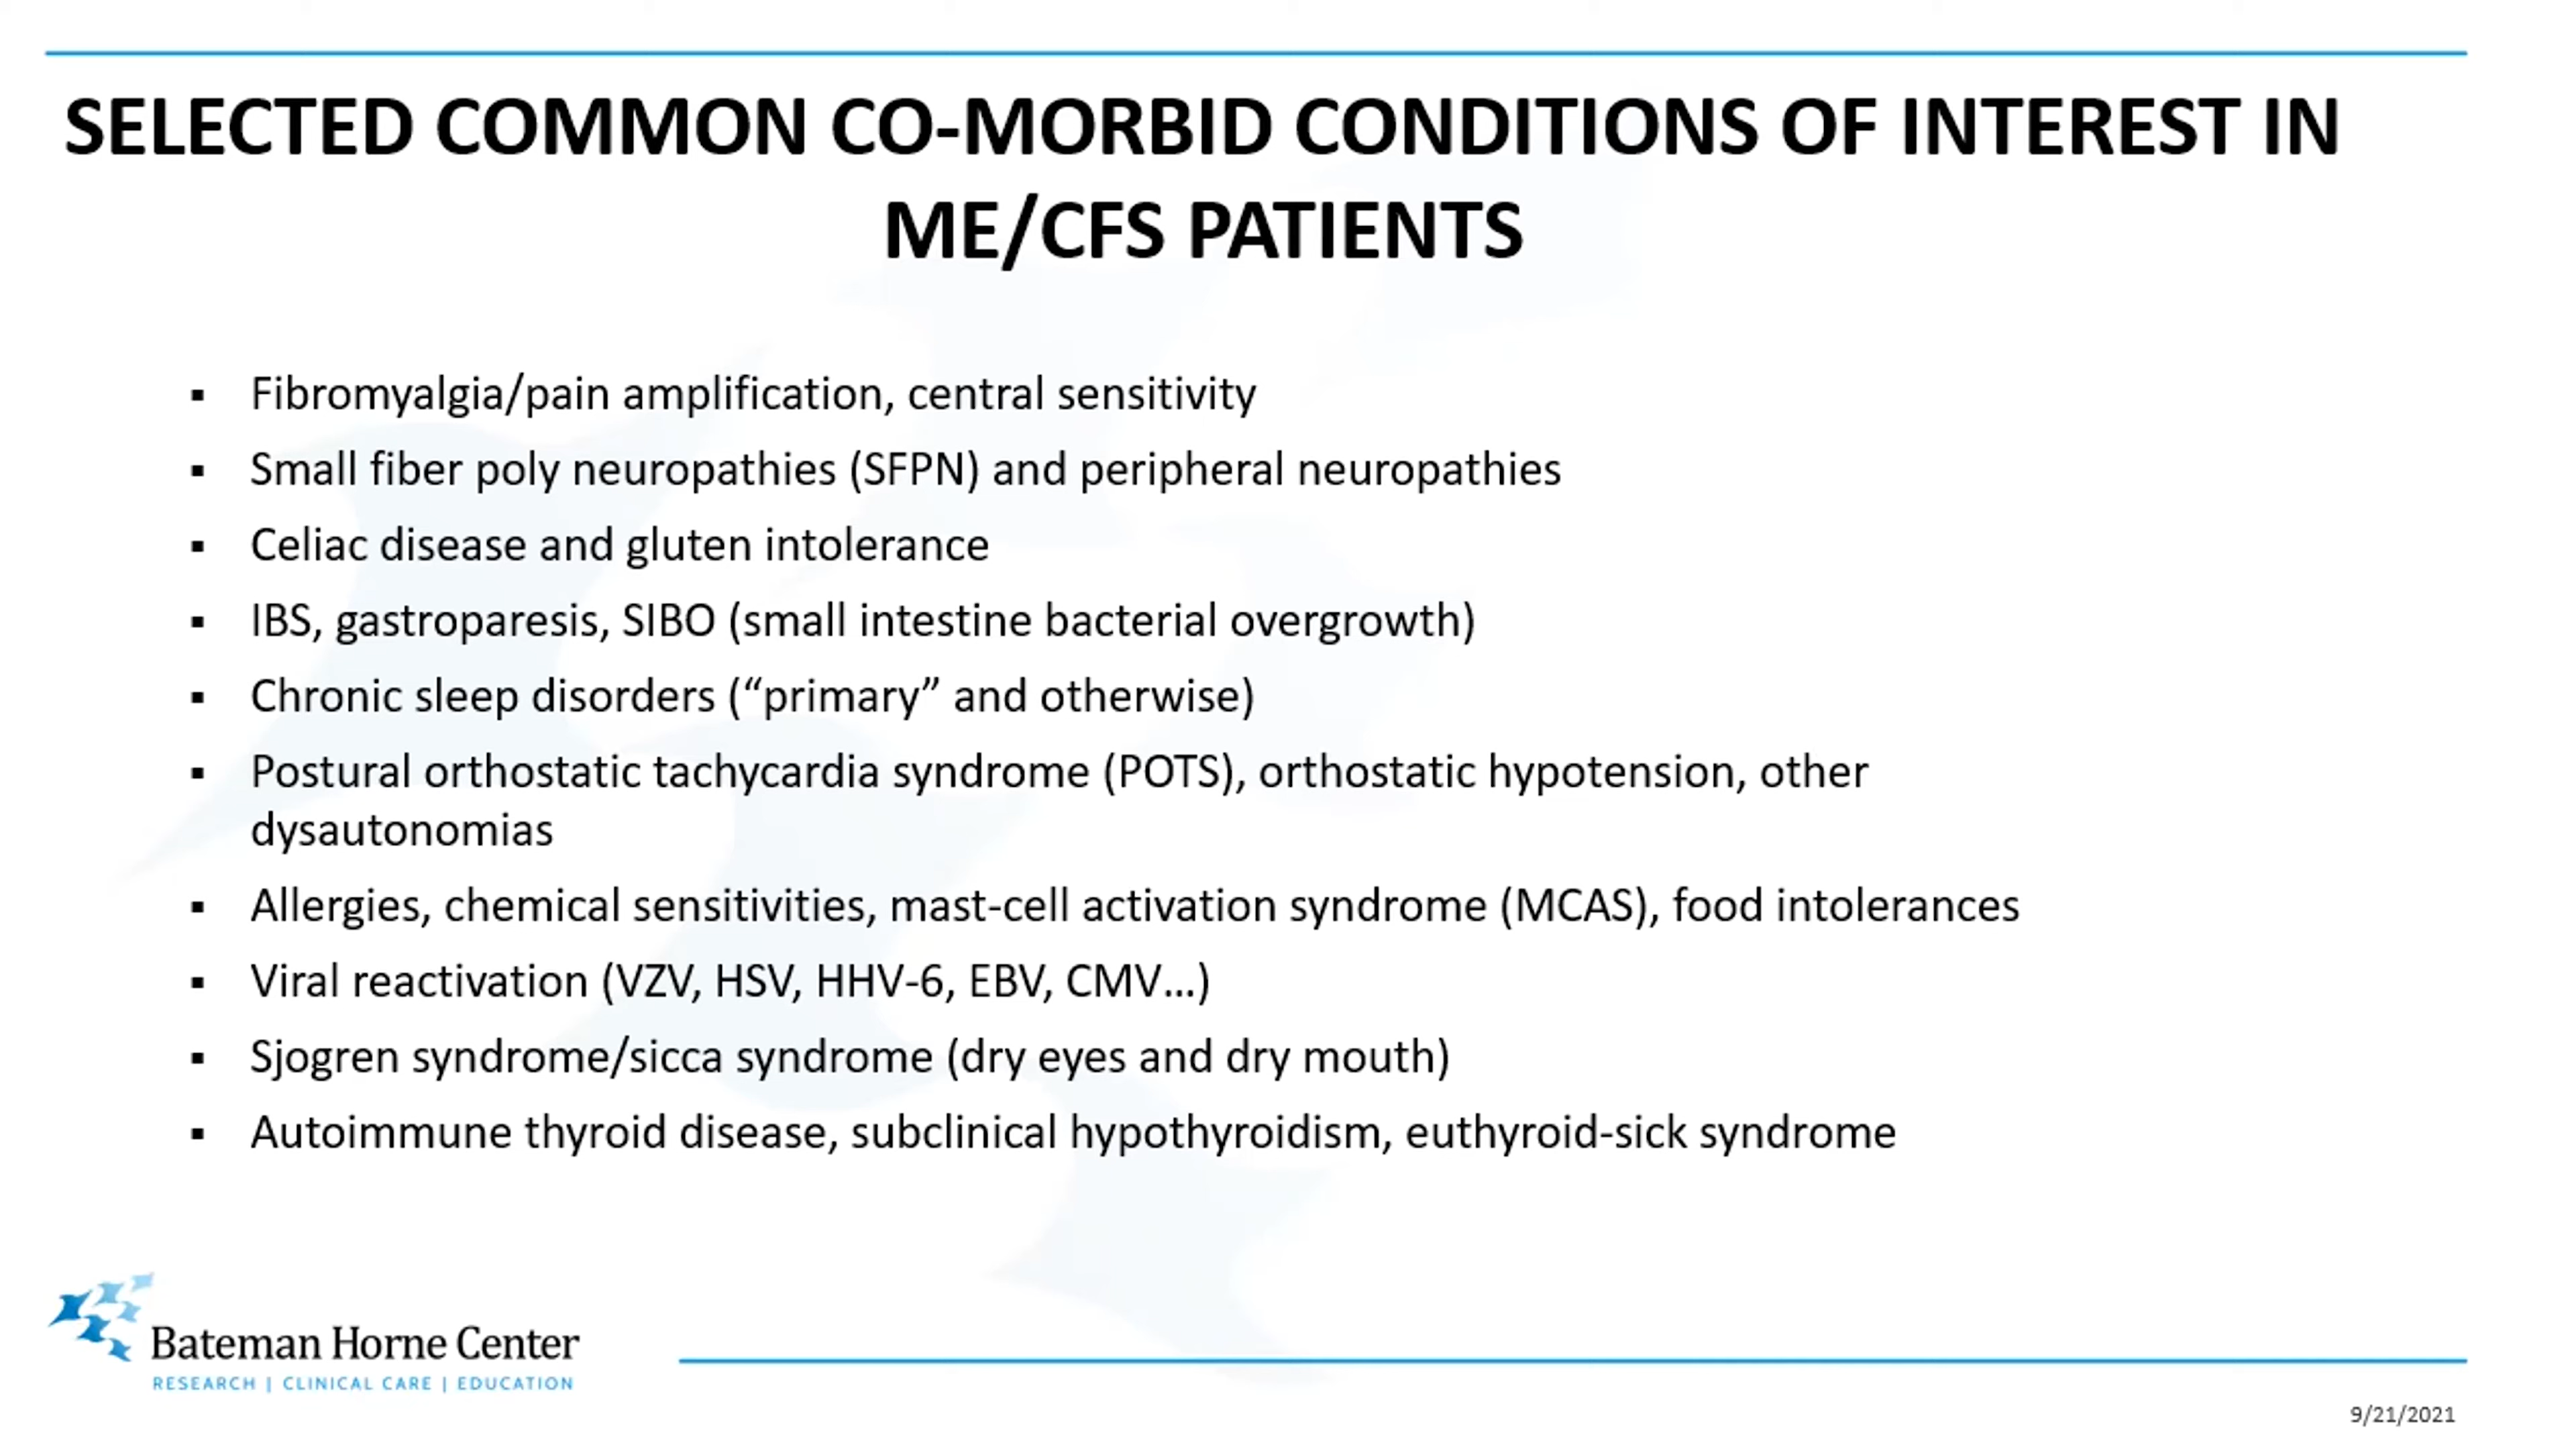 SELECTED COMMON CO-MORBID CONDITIONS OF INTEREST IN
ME/CFS PATIENTS
▪ Fibromyalgia/pain amplification, central sensitivity
▪ Small fiber poly neuropathies (SFPN) and peripheral neuropathies
▪ Celiac disease and gluten intolerance
▪ IBS, gastroparesis, SIBO (small intestine bacterial overgrowth)
▪ Chronic sleep disorders (“primary” and otherwise)
▪ Postural orthostatic tachycardia syndrome (POTS), orthostatic hypotension, other
dysautonomias
▪ Allergies, chemical sensitivities, mast-cell activation syndrome (MCAS), food intolerances
▪ Viral reactivation (VZV, HSV, HHV-6, EBV, CMV…)
▪ Sjogren syndrome/sicca syndrome (dry eyes and dry mouth)
▪ Autoimmune thyroid disease, subclinical hypothyroidism, euthyroid-sick syndrome
Bateman Horne Center
RESEARCH | CLINICAL CARE | EDUCATION
9/21/2021